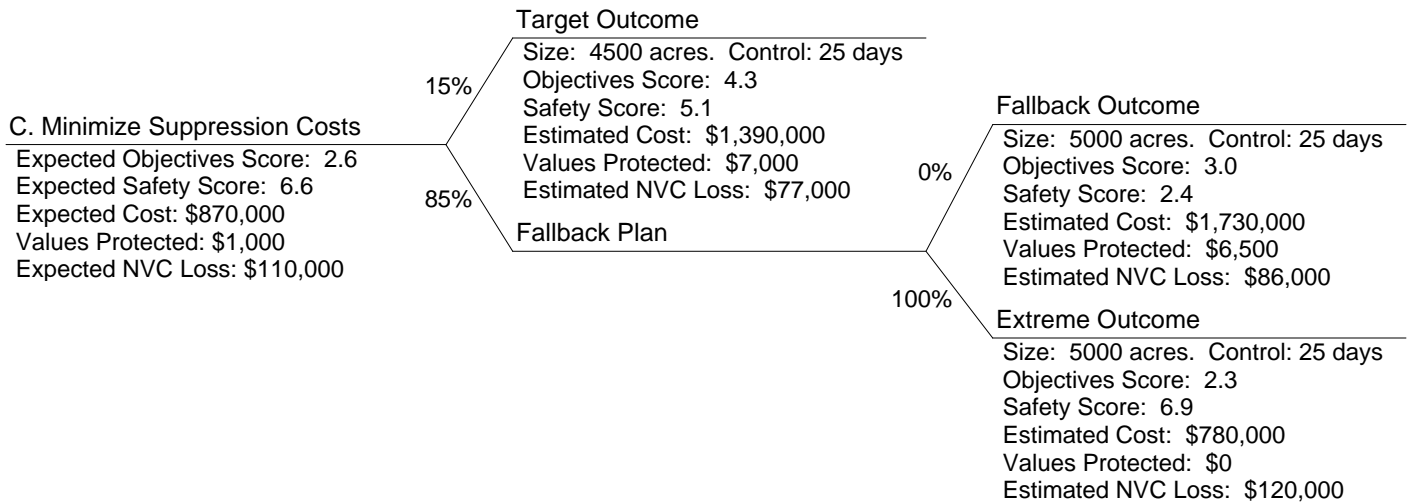 C. Minimize Suppression Costs
Expected Objectives Score: 2.6
Expected Safety Score: 6.6
Expected Cost: $870,000
Values Protected: $1,000
Expected NVC Loss: $110,000
15%
85%
Target Outcome
Size: 4500 acres. Control: 25 days
Objectives Score: 4.3
Safety Score: 5.1
Estimated Cost: $1,390,000
Values Protected: $7,000
Estimated NVC Loss: $77,000
Fallback Plan
0%
100%
Fallback Outcome
Size: 5000 acres. Control: 25 days
Objectives Score: 3.0
Safety Score: 2.4
Estimated Cost: $1,730,000
Values Protected: $6,500
Estimated NVC Loss: $86,000
Extreme Outcome
Size: 5000 acres. Control: 25 days
Objectives Score: 2.3
Safety Score: 6.9
Estimated Cost: $780,000
Values Protected: $0
Estimated NVC Loss: $120,000